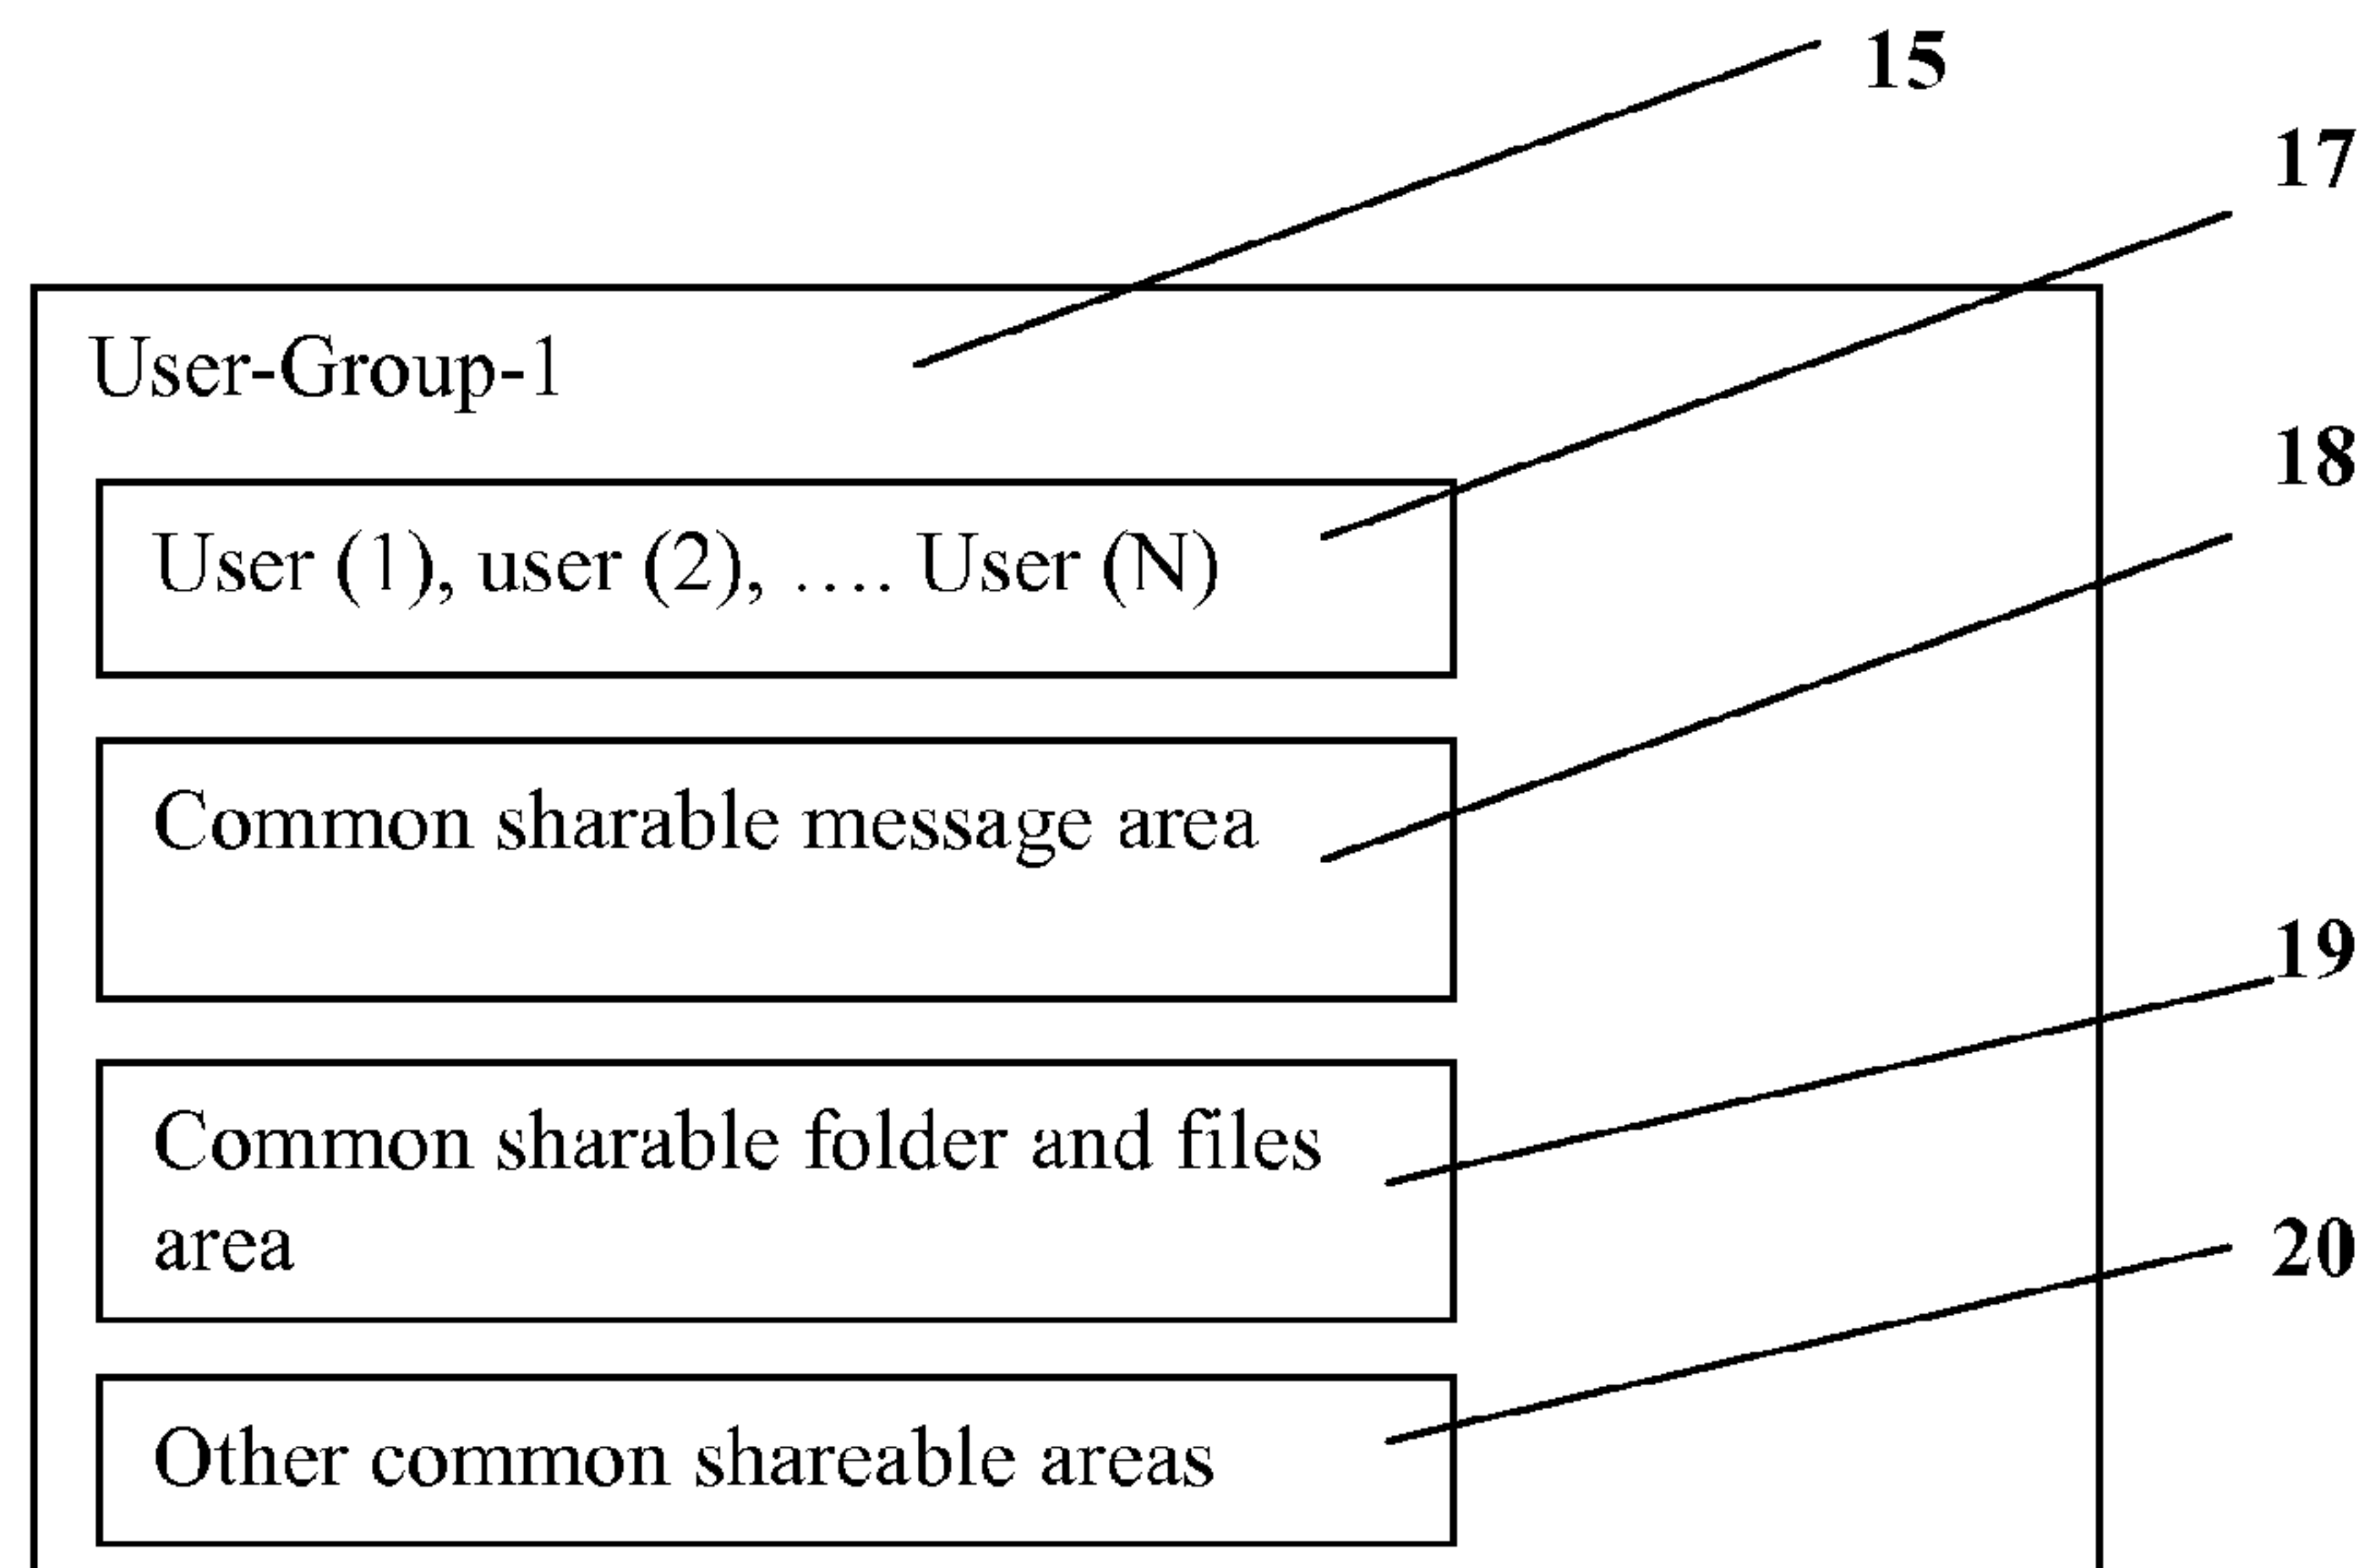 15
17
User-Group-1
18
User (1), user (2), .... User (N)
Common sharable message area
19
Common sharable folder and files
area
20
Other common shareable areas